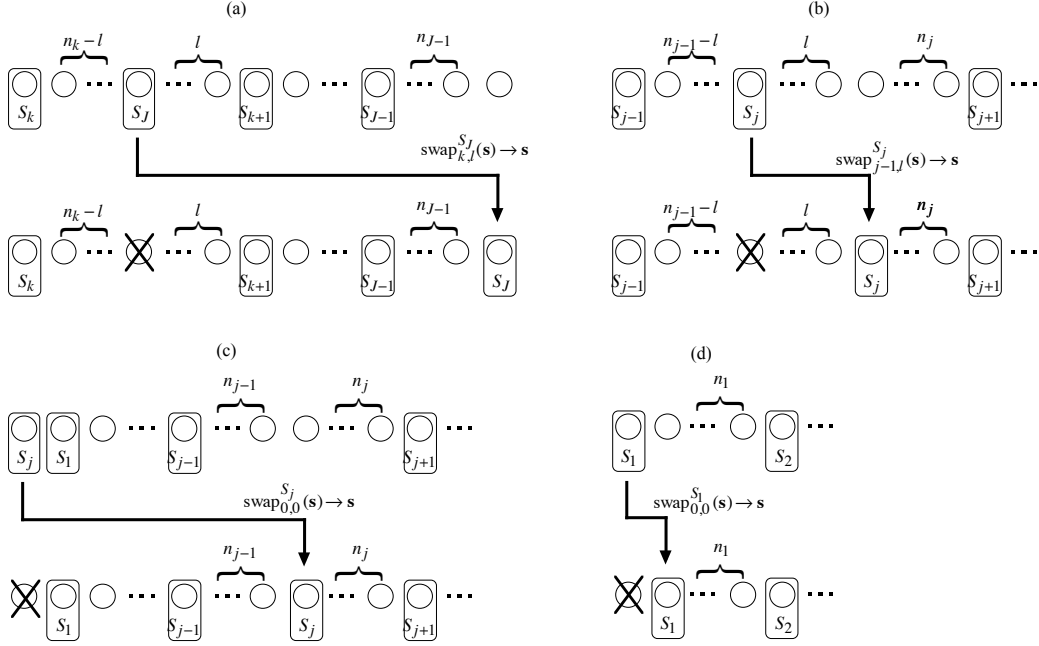 (a)
n_k − l l n_{J−1}
S_k S_J S_{k+1} S_{J−1}
swap^{S_J}_{k,l}(s) → s
n_k − l l n_{J−1}
S_k S_{k+1} S_{J−1} S_J
(b)
n_{j−1} − l l n_j
S_{j−1} S_j S_{j+1}
swap^{S_j}_{j−1,l}(s) → s
n_{j−1} − l l n_j
S_{j−1} S_j S_{j+1}
(c)
n_{j−1} n_j
S_j S_1 S_{j−1} S_{j+1}
swap^{S_j}_{0,0}(s) → s
n_{j−1} n_j
S_1 S_{j−1} S_j S_{j+1}
(d)
n_1
S_1 S_2
swap^{S_1}_{0,0}(s) → s
n_1
S_1 S_2